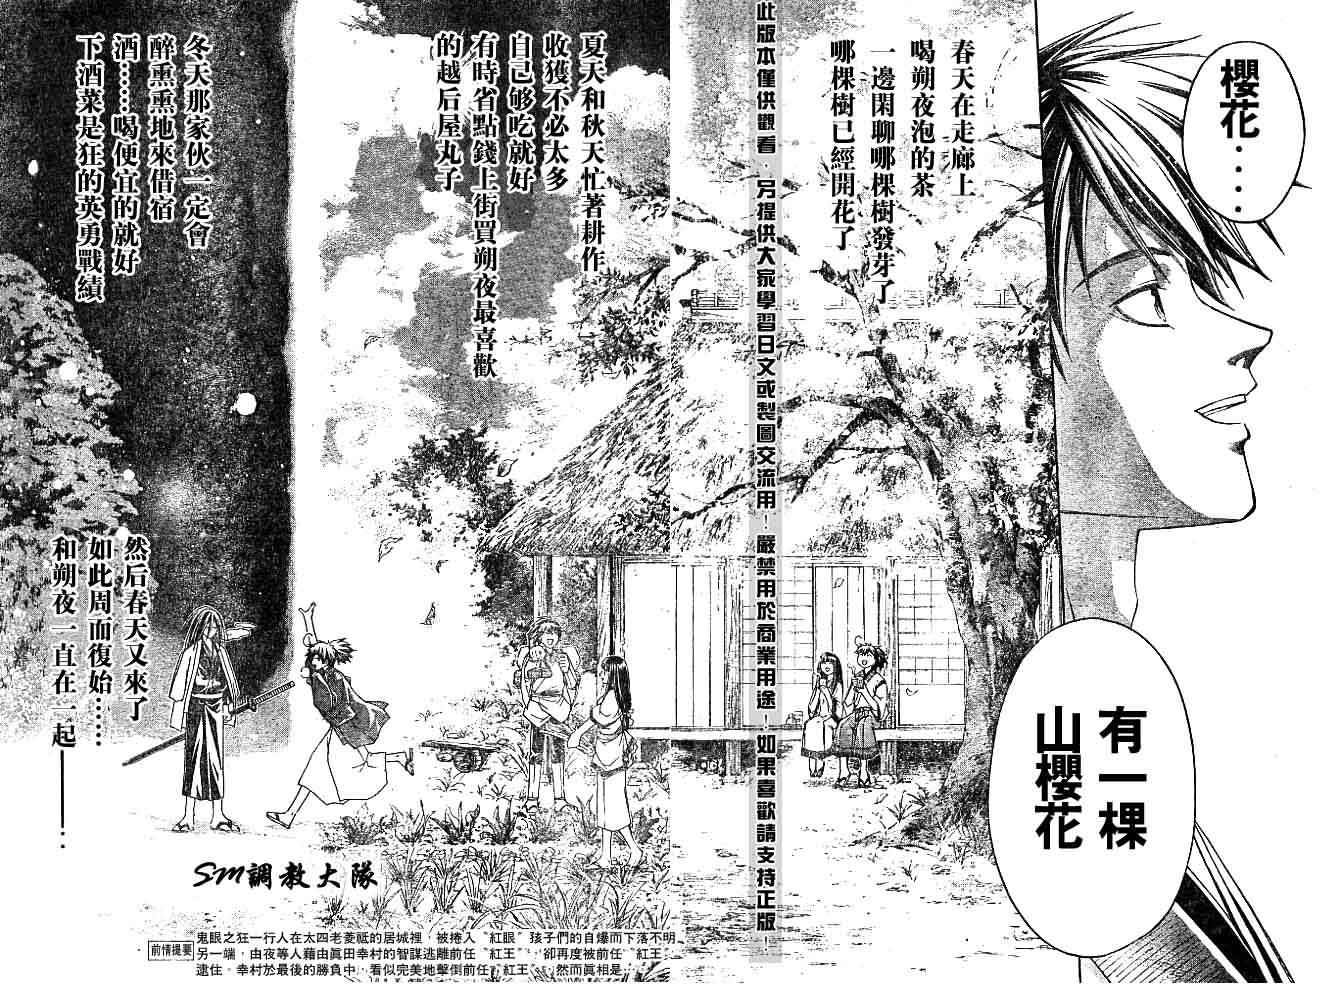 櫻花‥‥
有一棵
山櫻花
春天在走廊上
喝朔夜泡的茶
一邊閑聊哪棵樹發芽了
哪棵樹已經開花了
此版本僅供觀看．另提供大家學習日文或製圖交流用！嚴禁用於商業用途！如果喜歡請支持正版！
夏天和秋天忙著耕作
收獲不必太多
自己够吃就好
有時省點錢上街買朔夜最喜歡
的越后屋丸子
冬天那家伙一定會
醉熏熏地來借宿
酒……喝便宜的就好
下酒菜是狂的英勇戰績
然后春天又來了
如此周而復始……
和朔夜一直在一起——‥
SM調教大隊
前情提要
鬼眼之狂一行人在太四老菱祗的居城裡，被捲入〝紅眼〞孩子們的自爆而下落不明
另一端，由夜等人藉由眞田幸村的智謀逃離前任〝紅王〞，卻再度被前任〝紅王〞
逮住。幸村於最後的勝負中，看似完美地擊倒前任〝紅王〞，然而眞相是……